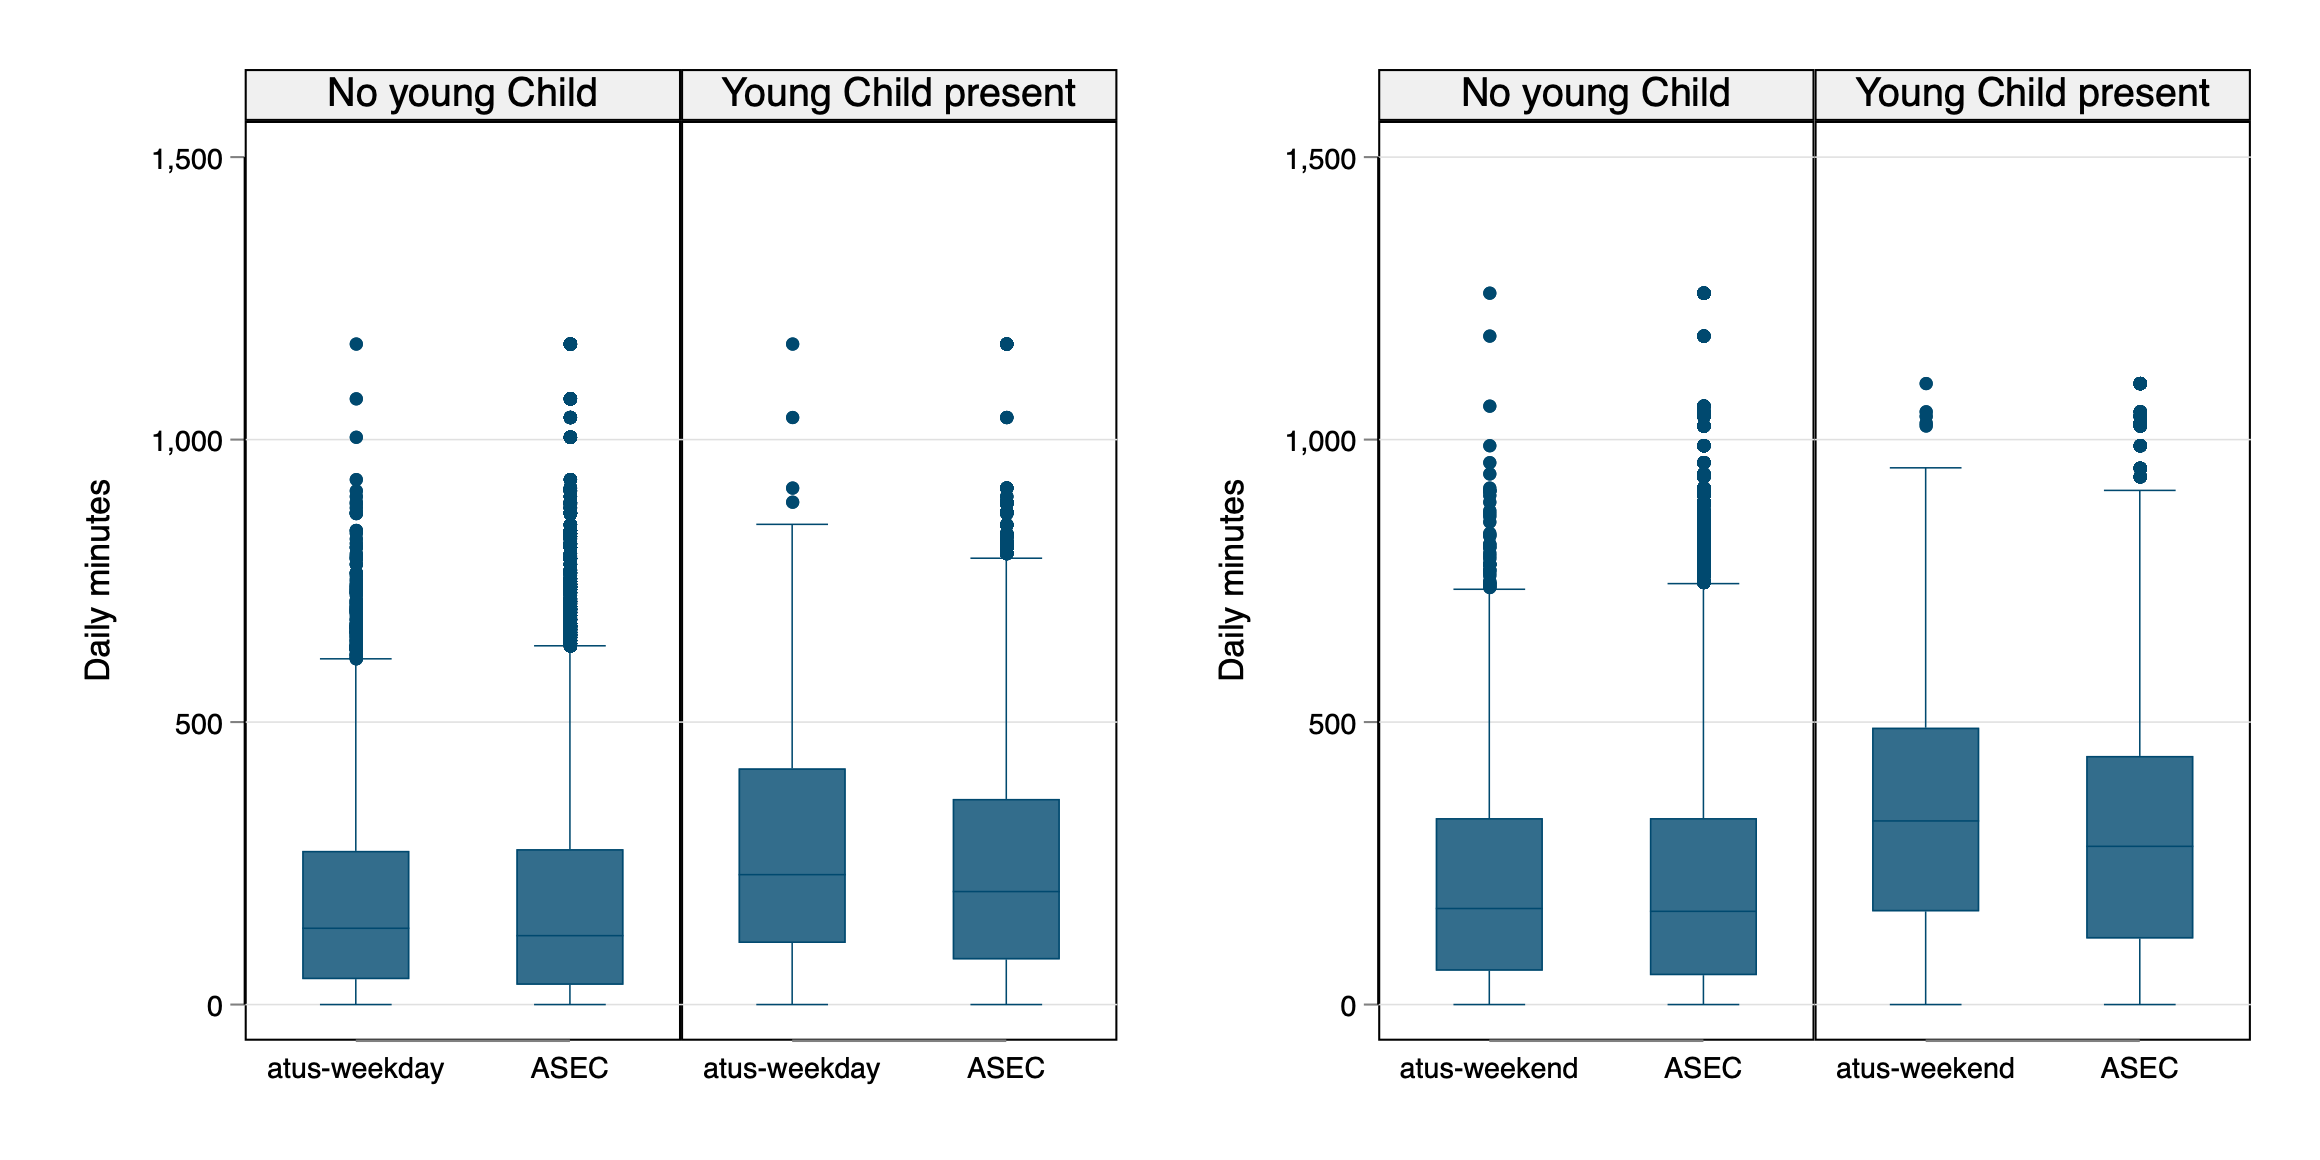 No young Child
Young Child present
1,500
1,000
500
0
Daily minutes
atus-weekday
ASEC
atus-weekday
ASEC
No young Child
Young Child present
1,500
1,000
500
0
Daily minutes
atus-weekend
ASEC
atus-weekend
ASEC